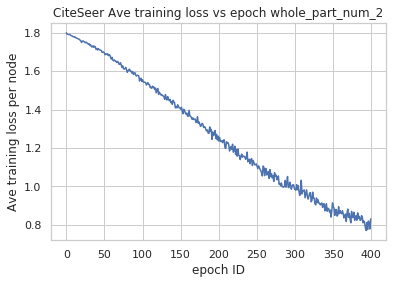 CiteSeer Ave training loss vs epoch whole_part_num_2
Ave training loss per node
1.8
1.6
1.4
1.2
1.0
0.8
0 50 100 150 200 250 300 350 400
epoch ID